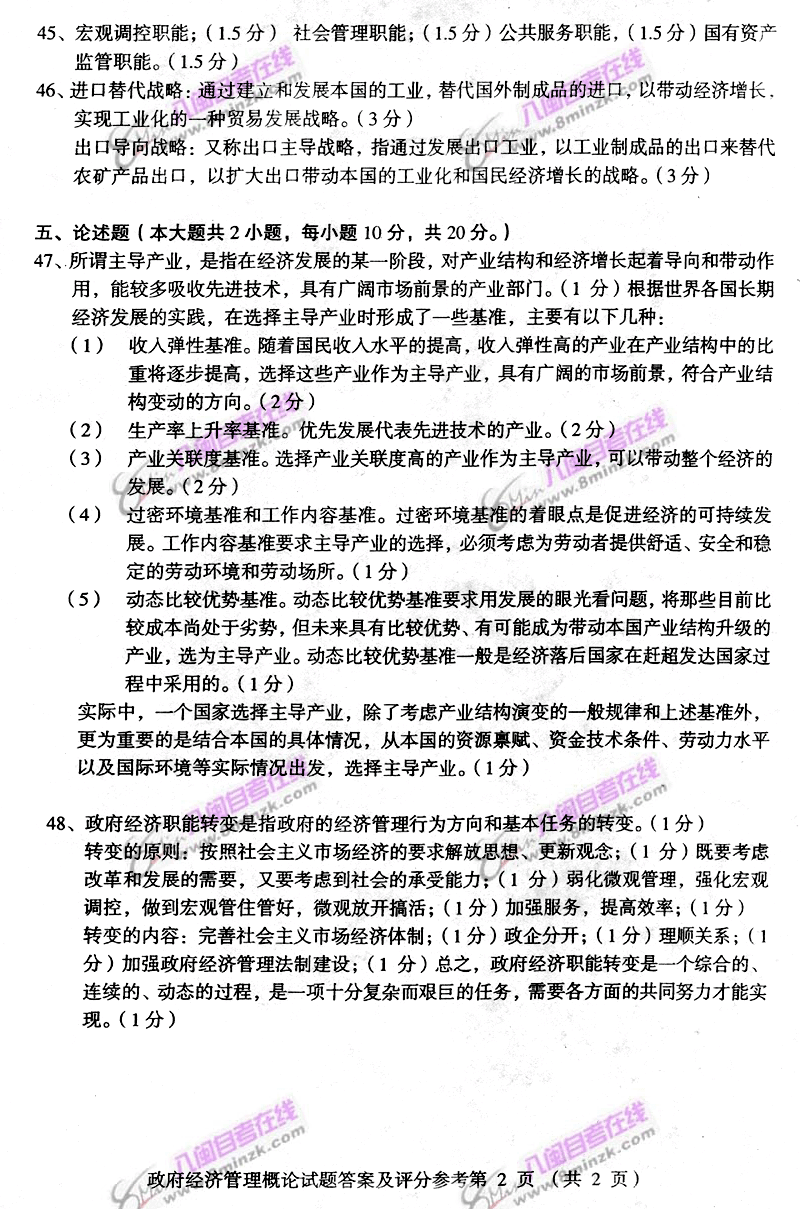 45、宏观调控职能；（1.5 分） 社会管理职能；（1.5 分）公共服务职能，（1.5 分）国有资产
监管职能。（1.5 分）
46、进口替代战略：通过建立和发展本国的工业，替代国外制成品的进口，以带动经济增长，
实现工业化的一种贸易发展战略。（3 分）
出口导向战略：又称出口主导战略，指通过发展出口工业，以工业制成品的出口来替代
农矿产品出口，以扩大出口带动本国的工业化和国民经济增长的战略。（3 分）
五、论述题（本大题共 2 小题，每小题 10 分，共 20 分。）
47、所谓主导产业，是指在经济发展的某一阶段，对产业结构和经济增长起着导向和带动作
用，能较多吸收先进技术，具有广阔市场前景的产业部门。（1 分）根据世界各国长期
经济发展的实践，在选择主导产业时形成了一些基准，主要有以下几种：
（1） 收入弹性基准。随着国民收入水平的提高，收入弹性高的产业在产业结构中的比
重将逐步提高，选择这些产业作为主导产业，具有广阔的市场前景，符合产业结
构变动的方向。（2 分）
（2） 生产率上升率基准。优先发展代表先进技术的产业。（2 分）
（3） 产业关联度基准。选择产业关联度高的产业作为主导产业，可以带动整个经济的
发展。（2 分）
（4） 过密环境基准和工作内容基准。过密环境基准的着眼点是促进经济的可持续发
展。工作内容基准要求主导产业的选择，必须考虑为劳动者提供舒适、安全和稳
定的劳动环境和劳动场所。（1 分）
（5） 动态比较优势基准。动态比较优势基准要求用发展的眼光看问题，将那些目前比
较成本尚处于劣势，但未来具有比较优势、有可能成为带动本国产业结构升级的
产业，选为主导产业。动态比较优势基准一般是经济落后国家在赶超发达国家过
程中采用的。（1 分）
实际中，一个国家选择主导产业，除了考虑产业结构演变的一般规律和上述基准外，
更为重要的是结合本国的具体情况，从本国的资源禀赋、资金技术条件、劳动力水平
以及国际环境等实际情况出发，选择主导产业。（1 分）
48、政府经济职能转变是指政府的经济管理行为方向和基本任务的转变。（1 分）
转变的原则：按照社会主义市场经济的要求解放思想、更新观念；（1 分）既要考虑
改革和发展的需要，又要考虑到社会的承受能力；（1 分）弱化微观管理，强化宏观
调控，做到宏观管住管好，微观放开搞活；（1 分）加强服务，提高效率；（1 分）
转变的内容：完善社会主义市场经济体制；（1 分）政企分开；（1 分）理顺关系；（1
分）加强政府经济管理法制建设；（1 分）总之，政府经济职能转变是一个综合的、
连续的、动态的过程，是一项十分复杂而艰巨的任务，需要各方面的共同努力才能实
现。（1 分）
政府经济管理概论试题答案及评分参考第 2 页 （共 2 页）
八闽自考在线
www.8minzk.com